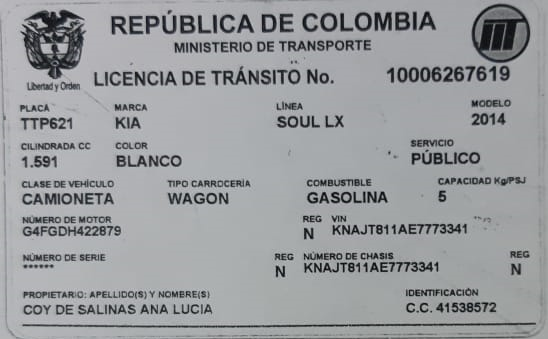 REPÚBLICA DE COLOMBIA
MINISTERIO DE TRANSPORTE
Libertad y Orden
LICENCIA DE TRÁNSITO No. 10006267619
PLACA MARCA LÍNEA MODELO
TTP621 KIA SOUL LX 2014
CILINDRADA CC COLOR SERVICIO
1.591 BLANCO PÚBLICO
CLASE DE VEHÍCULO TIPO CARROCERÍA COMBUSTIBLE CAPACIDAD Kg/PSJ
CAMIONETA WAGON GASOLINA 5
NÚMERO DE MOTOR REG VIN
G4FGDH422879 N KNAJT811AE7773341
NÚMERO DE SERIE REG NÚMERO DE CHASIS REG
****** N KNAJT811AE7773341 N
PROPIETARIO: APELLIDO(S) Y NOMBRE(S) IDENTIFICACIÓN
COY DE SALINAS ANA LUCIA C.C. 41538572